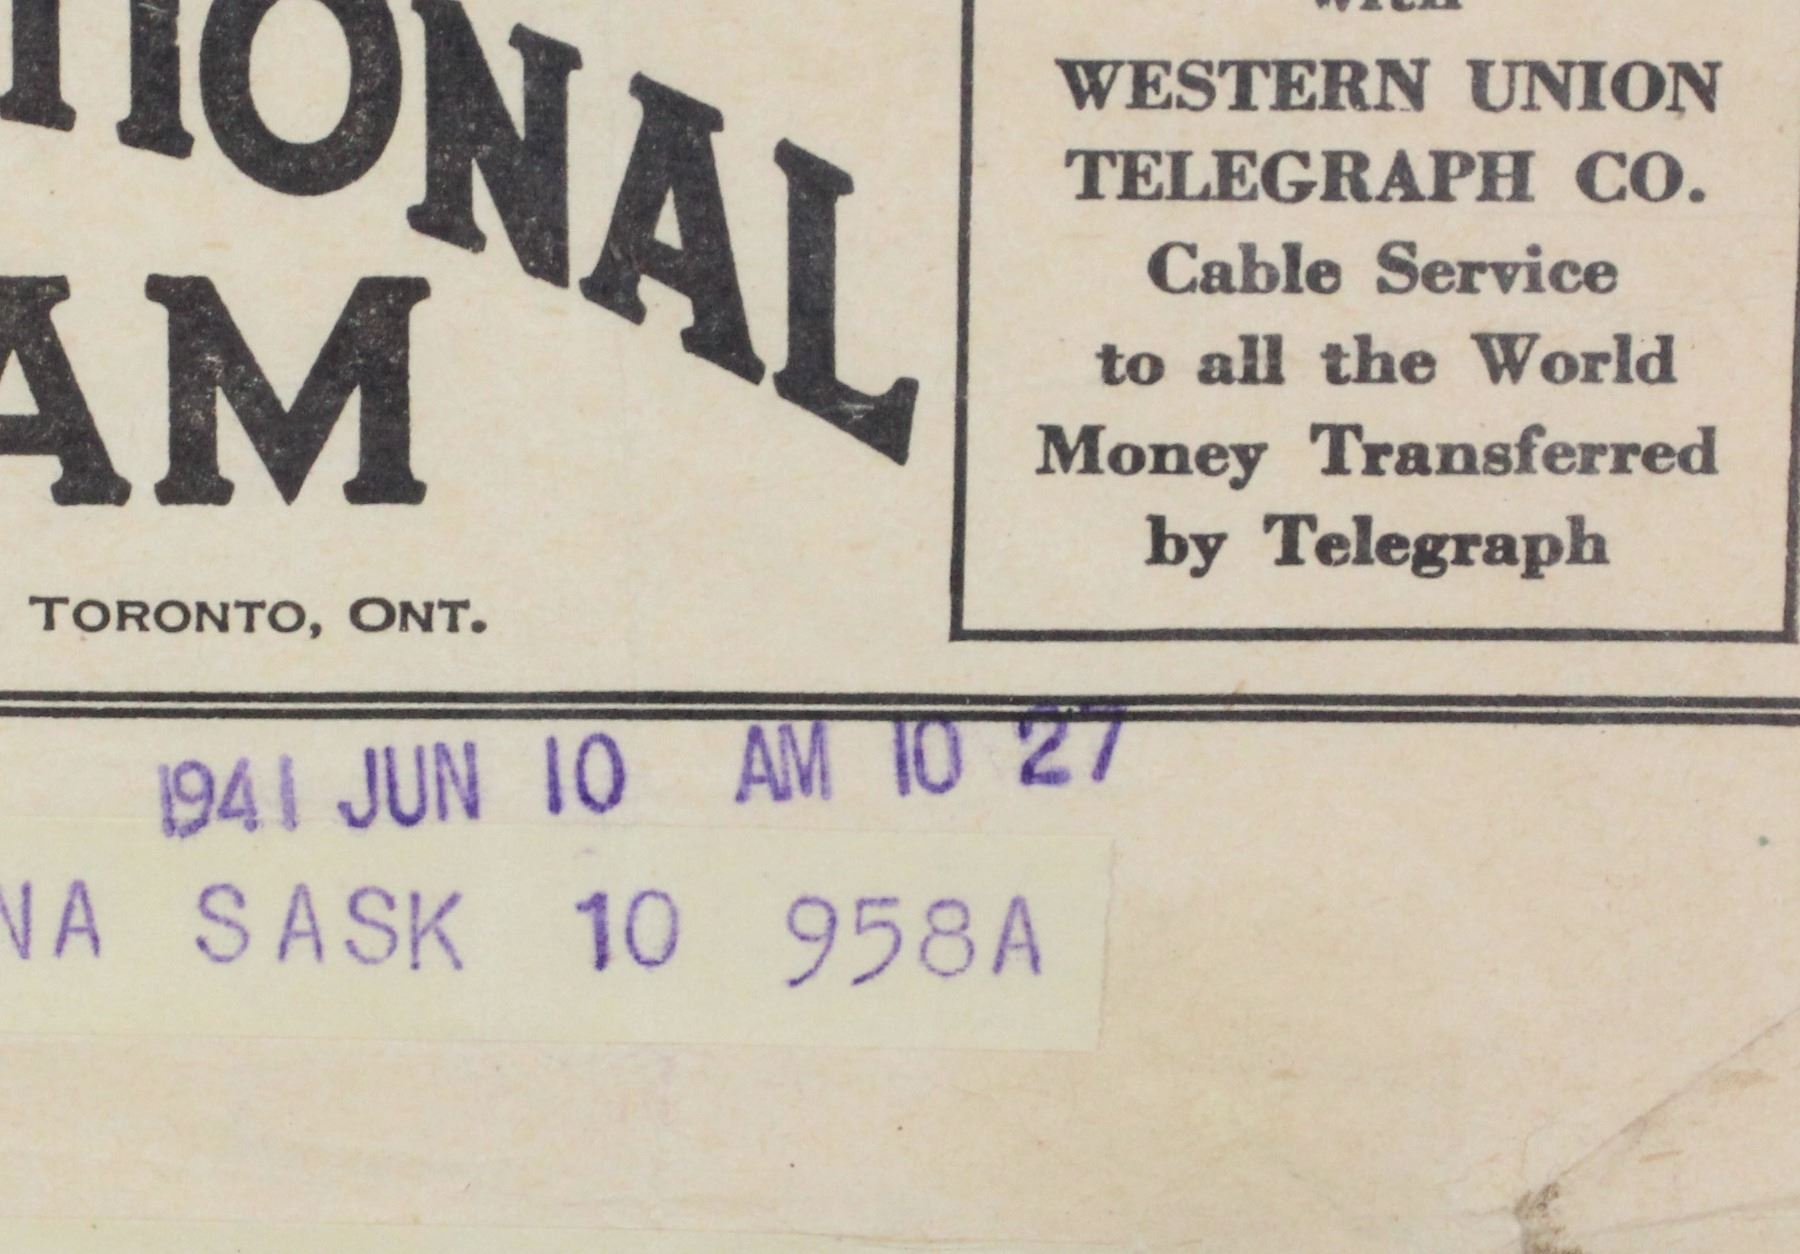 TIONAL
AM
TORONTO, ONT.
with
WESTERN UNION
TELEGRAPH CO.
Cable Service
to all the World
Money Transferred
by Telegraph
1941 JUN 10 AM 10 27
NA SASK 10 958A